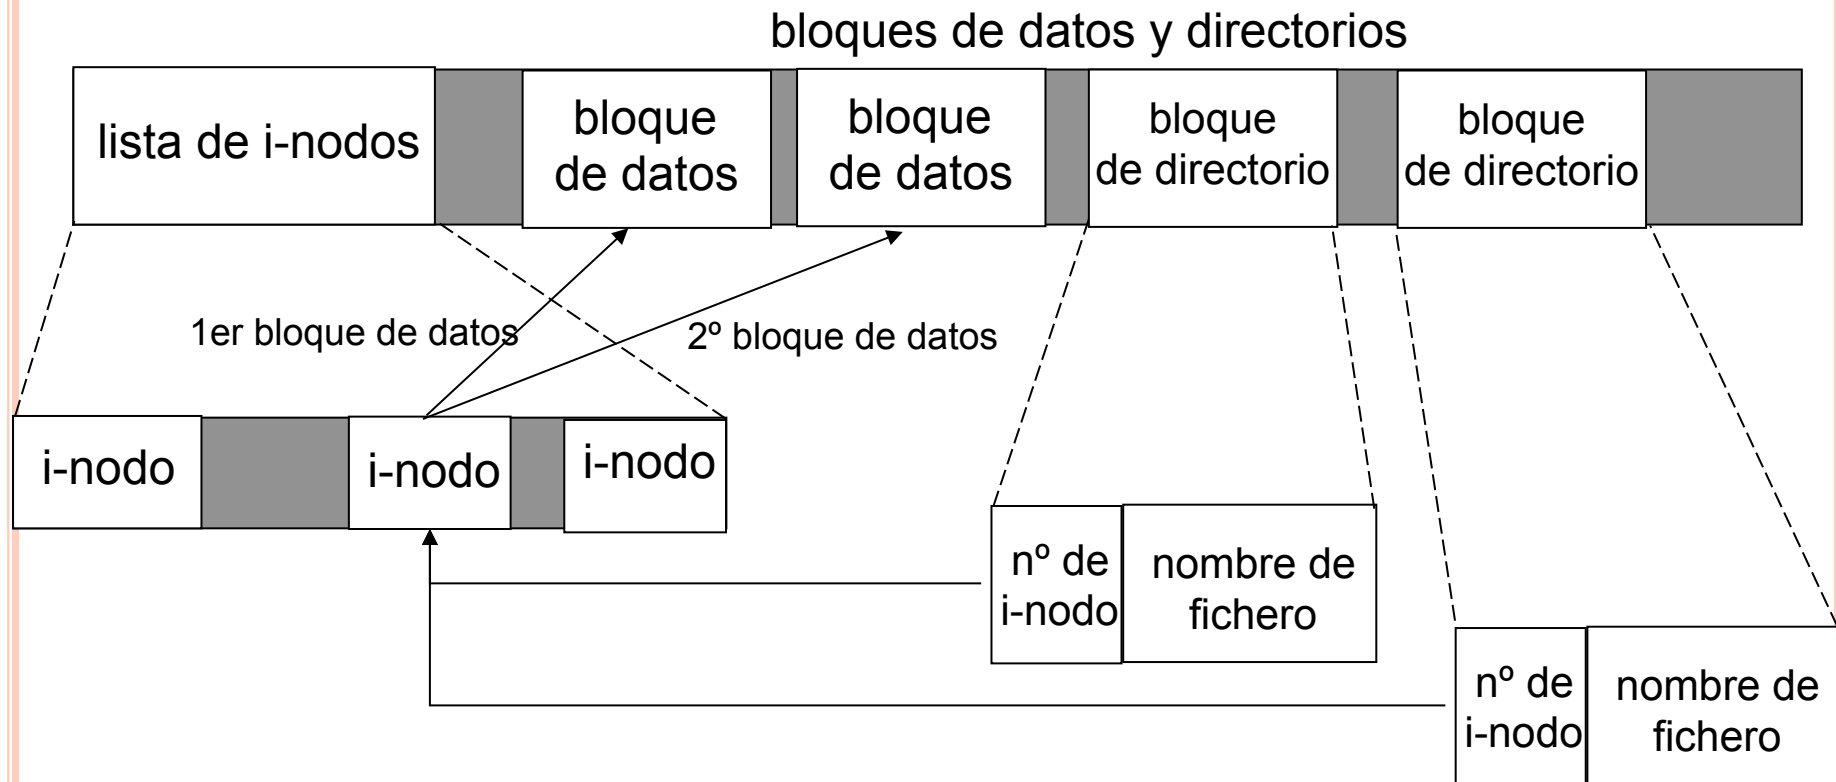 bloques de datos y directorios
lista de i-nodos
bloque
de datos
bloque
de datos
bloque
de directorio
bloque
de directorio
1er bloque de datos
2º bloque de datos
i-nodo
i-nodo
i-nodo
nº de
i-nodo
nombre de
fichero
nº de
i-nodo
nombre de
fichero